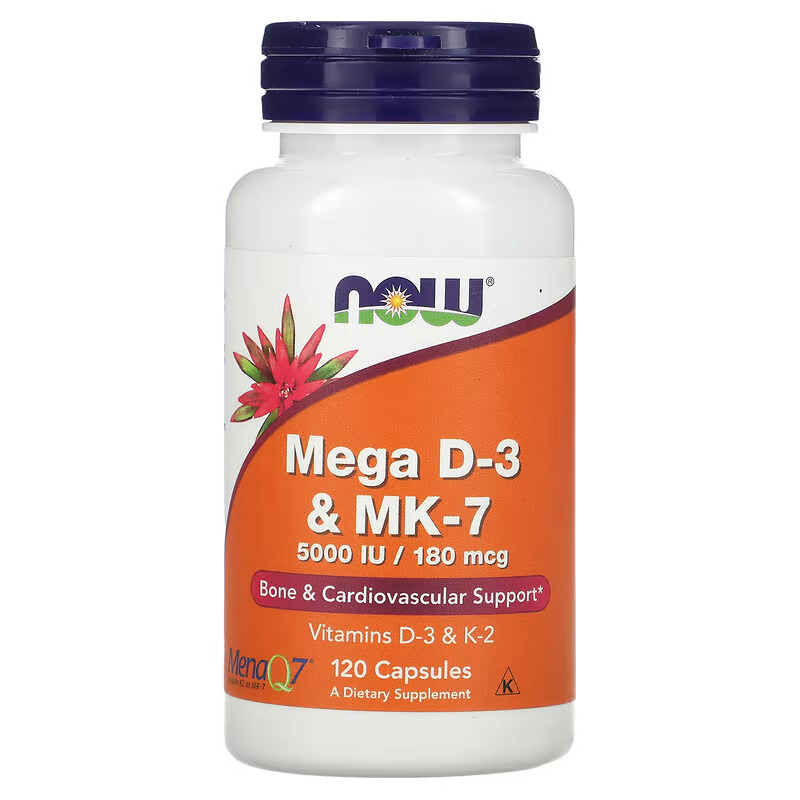 NOW®
Mega D-3
& MK-7
5000 IU / 180 mcg
Bone & Cardiovascular Support*
Vitamins D-3 & K-2
MenaQ7®
120 Capsules
A Dietary Supplement
K